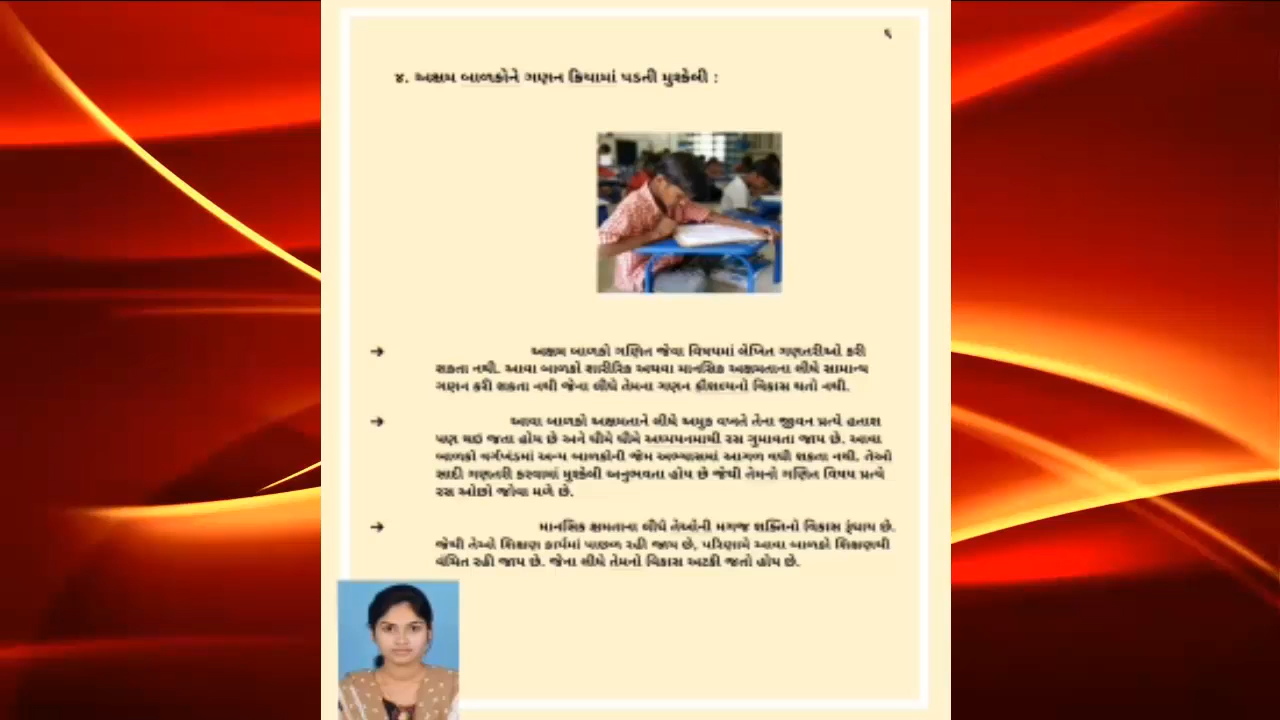 ૬
૪. અક્ષમ બાળકોને ગણન ક્રિયામાં પડતી મુશ્કેલી :
➔ અક્ષમ બાળકો ગણિત જેવા વિષયમાં લેખિત ગણતરીઓ કરી
શકતા નથી. આવા બાળકો શારીરિક અથવા માનસિક અક્ષમતાના લીધે સામાન્ય
ગણન કરી શકતા નથી જેના લીધે તેમના ગણન કૌશલ્યનો વિકાસ થતો નથી.
➔ આવા બાળકો અક્ષમતાને લીધે અમુક વખતે તેના જીવન પ્રત્યે હતાશ
પણ થઇ જતા હોય છે અને ધીમે ધીમે અધ્યયનમાથી રસ ગુમાવતા જાય છે. આવા
બાળકો વર્ગખંડમાં અન્ય બાળકોની જેમ અભ્યાસમાં આગળ વધી શકતા નથી. તેઓ
સાદી ગણતરી કરવામાં મુશ્કેલી અનુભવતા હોય છે જેથી તેમનો ગણિત વિષય પ્રત્યે
રસ ઓછો જોવા મળે છે.
➔ માનસિક ક્ષમતાના લીધે તેઓની મગજ શક્તિનો વિકાસ રૂંધાય છે.
જેથી તેઓ શિક્ષણ કાર્યમાં પાછળ રહી જાય છે, પરિણામે આવા બાળકો શિક્ષણથી
વંચિત રહી જાય છે. જેના લીધે તેમનો વિકાસ અટકી જતો હોય છે.